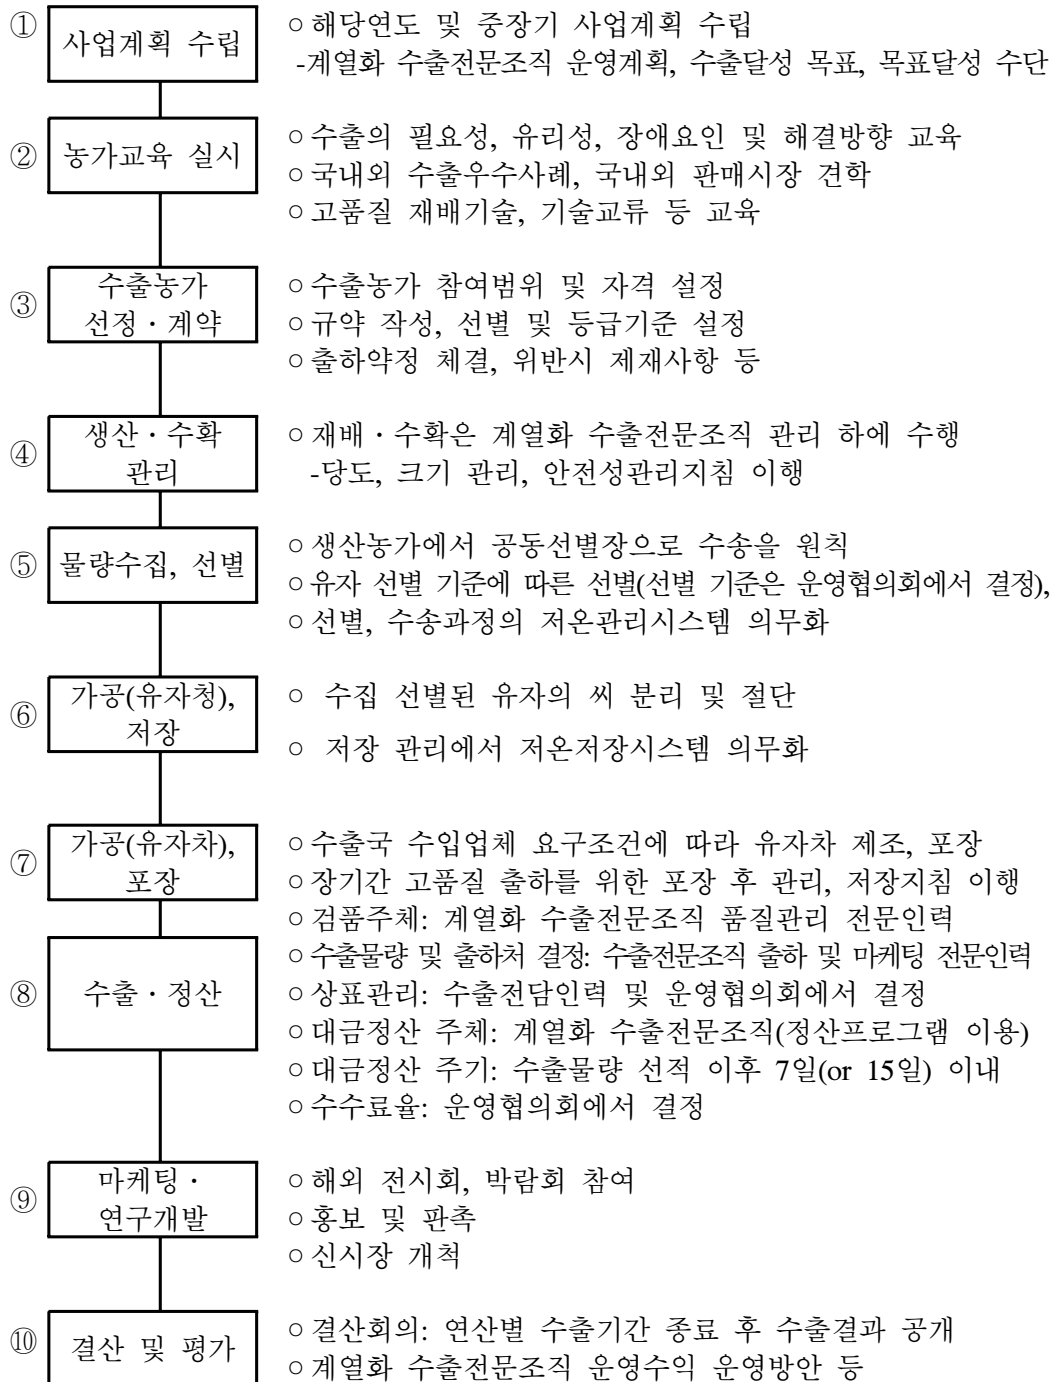 ① 사업계획 수립
○ 해당연도 및 중장기 사업계획 수립
-계열화 수출전문조직 운영계획, 수출달성 목표, 목표달성 수단
② 농가교육 실시
○ 수출의 필요성, 유리성, 장애요인 및 해결방향 교육
○ 국내외 수출우수사례, 국내외 판매시장 견학
○ 고품질 재배기술, 기술교류 등 교육
③ 수출농가
선정・계약
○ 수출농가 참여범위 및 자격 설정
○ 규약 작성, 선별 및 등급기준 설정
○ 출하약정 체결, 위반시 제재사항 등
④ 생산・수확
관리
○ 재배・수확은 계열화 수출전문조직 관리 하에 수행
-당도, 크기 관리, 안전성관리지침 이행
⑤ 물량수집, 선별
○ 생산농가에서 공동선별장으로 수송을 원칙
○ 유자 선별 기준에 따른 선별(선별 기준은 운영협의회에서 결정),
○ 선별, 수송과정의 저온관리시스템 의무화
⑥ 가공(유자청),
저장
○ 수집 선별된 유자의 씨 분리 및 절단
○ 저장 관리에서 저온저장시스템 의무화
⑦ 가공(유자차),
포장
○ 수출국 수입업체 요구조건에 따라 유자차 제조, 포장
○ 장기간 고품질 출하를 위한 포장 후 관리, 저장지침 이행
⑧ 수출・정산
○ 검품주체: 계열화 수출전문조직 품질관리 전문인력
○ 수출물량 및 출하처 결정: 수출전문조직 출하 및 마케팅 전문인력
○ 상표관리: 수출전담인력 및 운영협의회에서 결정
○ 대금정산 주체: 계열화 수출전문조직(정산프로그램 이용)
○ 대금정산 주기: 수출물량 선적 이후 7일(or 15일) 이내
○ 수수료율: 운영협의회에서 결정
⑨ 마케팅・
연구개발
○ 해외 전시회, 박람회 참여
○ 홍보 및 판촉
○ 신시장 개척
⑩ 결산 및 평가
○ 결산회의: 연산별 수출기간 종료 후 수출결과 공개
○ 계열화 수출전문조직 운영수익 운영방안 등